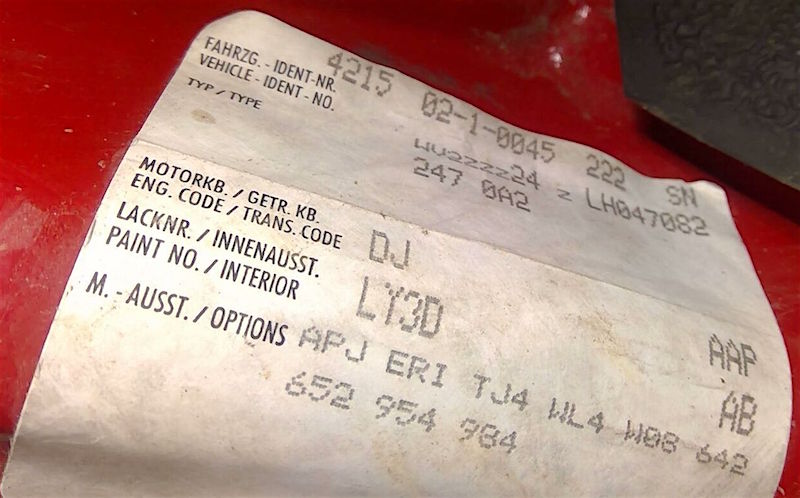 FAHRZG. - IDENT-NR. 4215 02-1-0045 222 SN
VEHICLE - IDENT - NO. WV2ZZZ24 Z LH047082
TYP / TYPE 247 0A2
MOTORKB. / GETR. KB.
ENG. CODE / TRANS. CODE DJ AAP
LACKNR. / INNENAUSST.
PAINT NO. / INTERIOR LY3D AB
M. - AUSST. / OPTIONS APJ ERI TJ4 WL4 W08 642
652 954 984